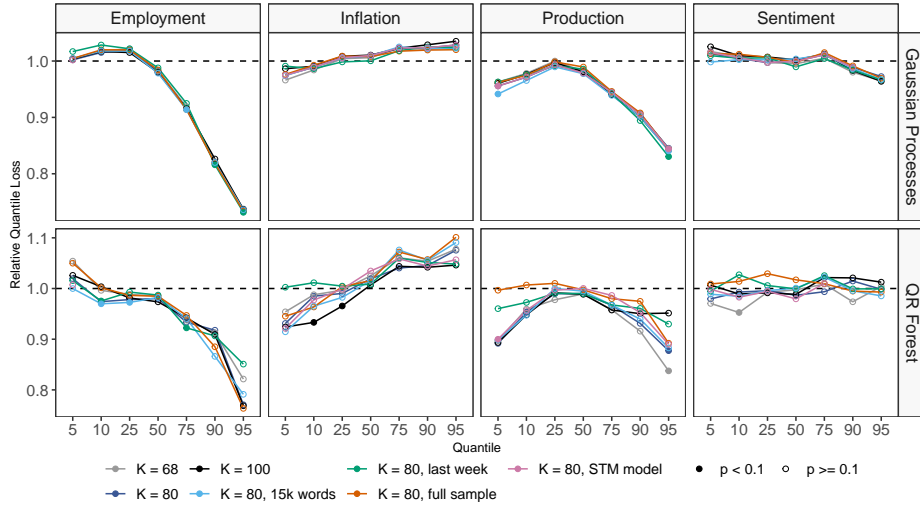 Employment Inflation Production Sentiment
Relative Quantile Loss
1.0
0.9
0.8
Gaussian Processes
1.1
1.0
0.9
0.8
QR Forest
5 10 25 50 75 90 95 5 10 25 50 75 90 95 5 10 25 50 75 90 95 5 10 25 50 75 90 95
Quantile
K = 68 K = 100 K = 80, last week K = 80, STM model p < 0.1 p >= 0.1
K = 80 K = 80, 15k words K = 80, full sample